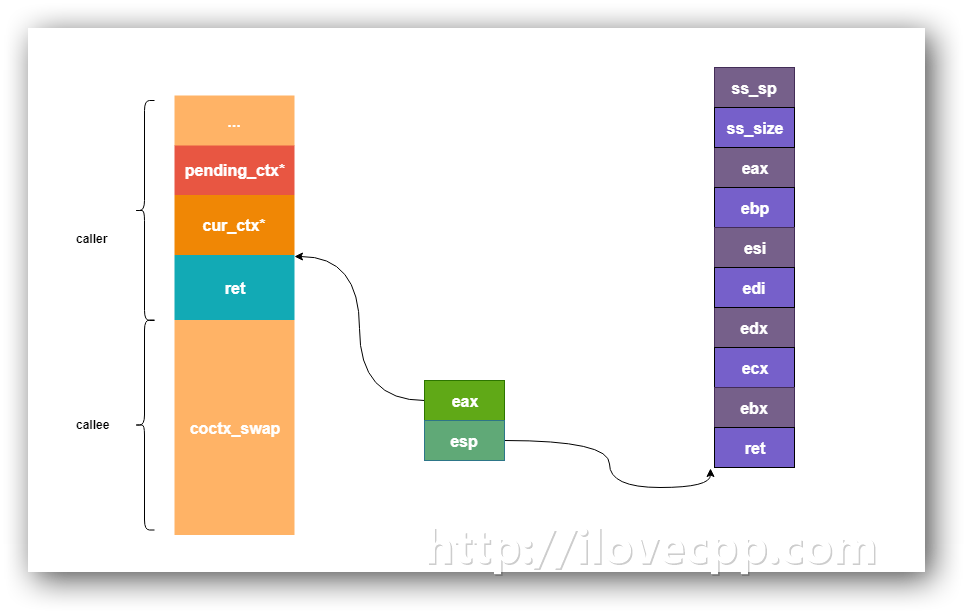 caller
callee
...
pending_ctx*
cur_ctx*
ret
coctx_swap
eax
esp
ss_sp
ss_size
eax
ebp
esi
edi
edx
ecx
ebx
ret
http://ilovecpp.com